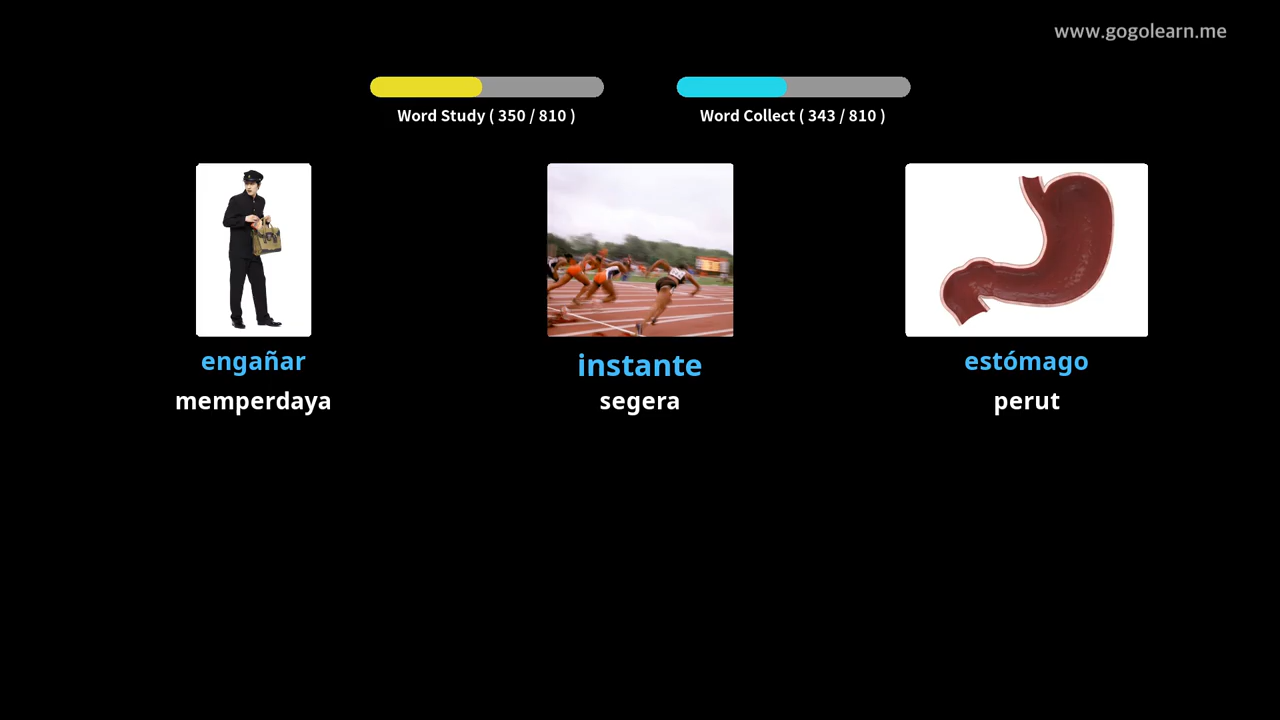 www.gogolearn.me
Word Study ( 350 / 810 )
Word Collect ( 343 / 810 )
engañar
memperdaya
instante
segera
estómago
perut